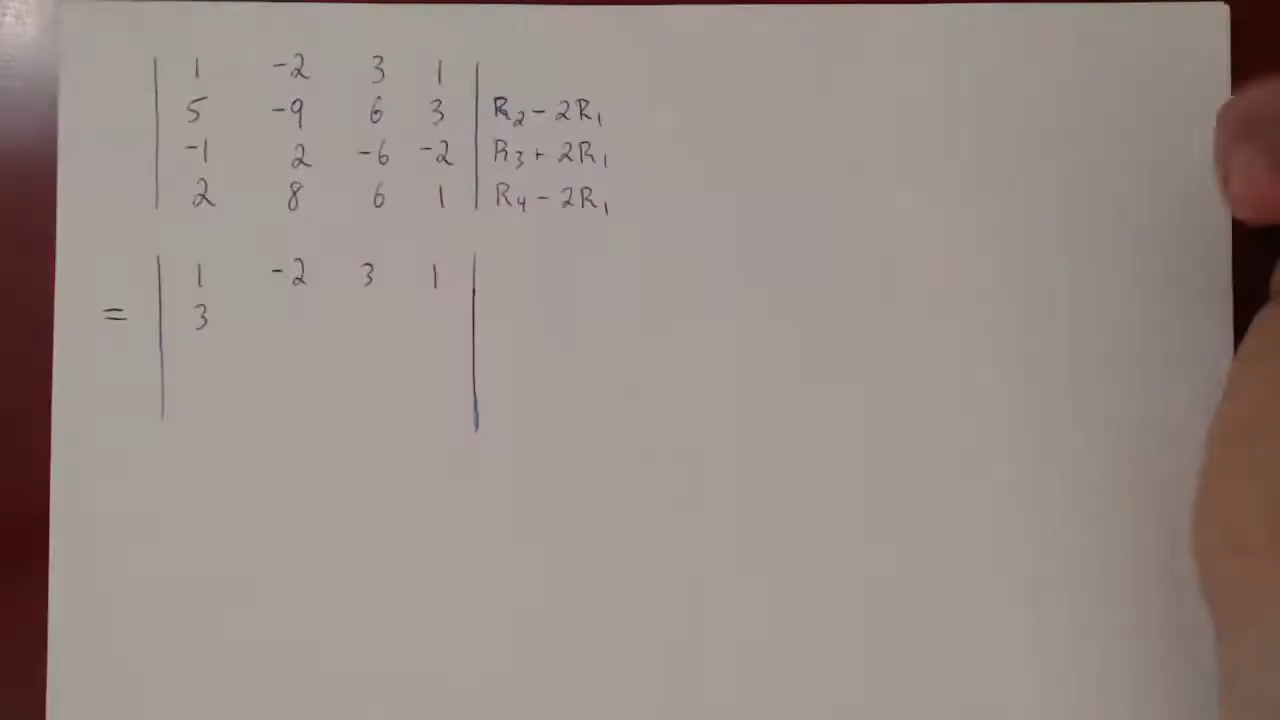 | 1 -2 3 1 |
| 5 -9 6 3 | R₂ - 2R₁
| -1 2 -6 -2 | R₃ + 2R₁
| 2 8 6 1 | R₄ - 2R₁
| 1 -2 3 1 |
= | 3 |